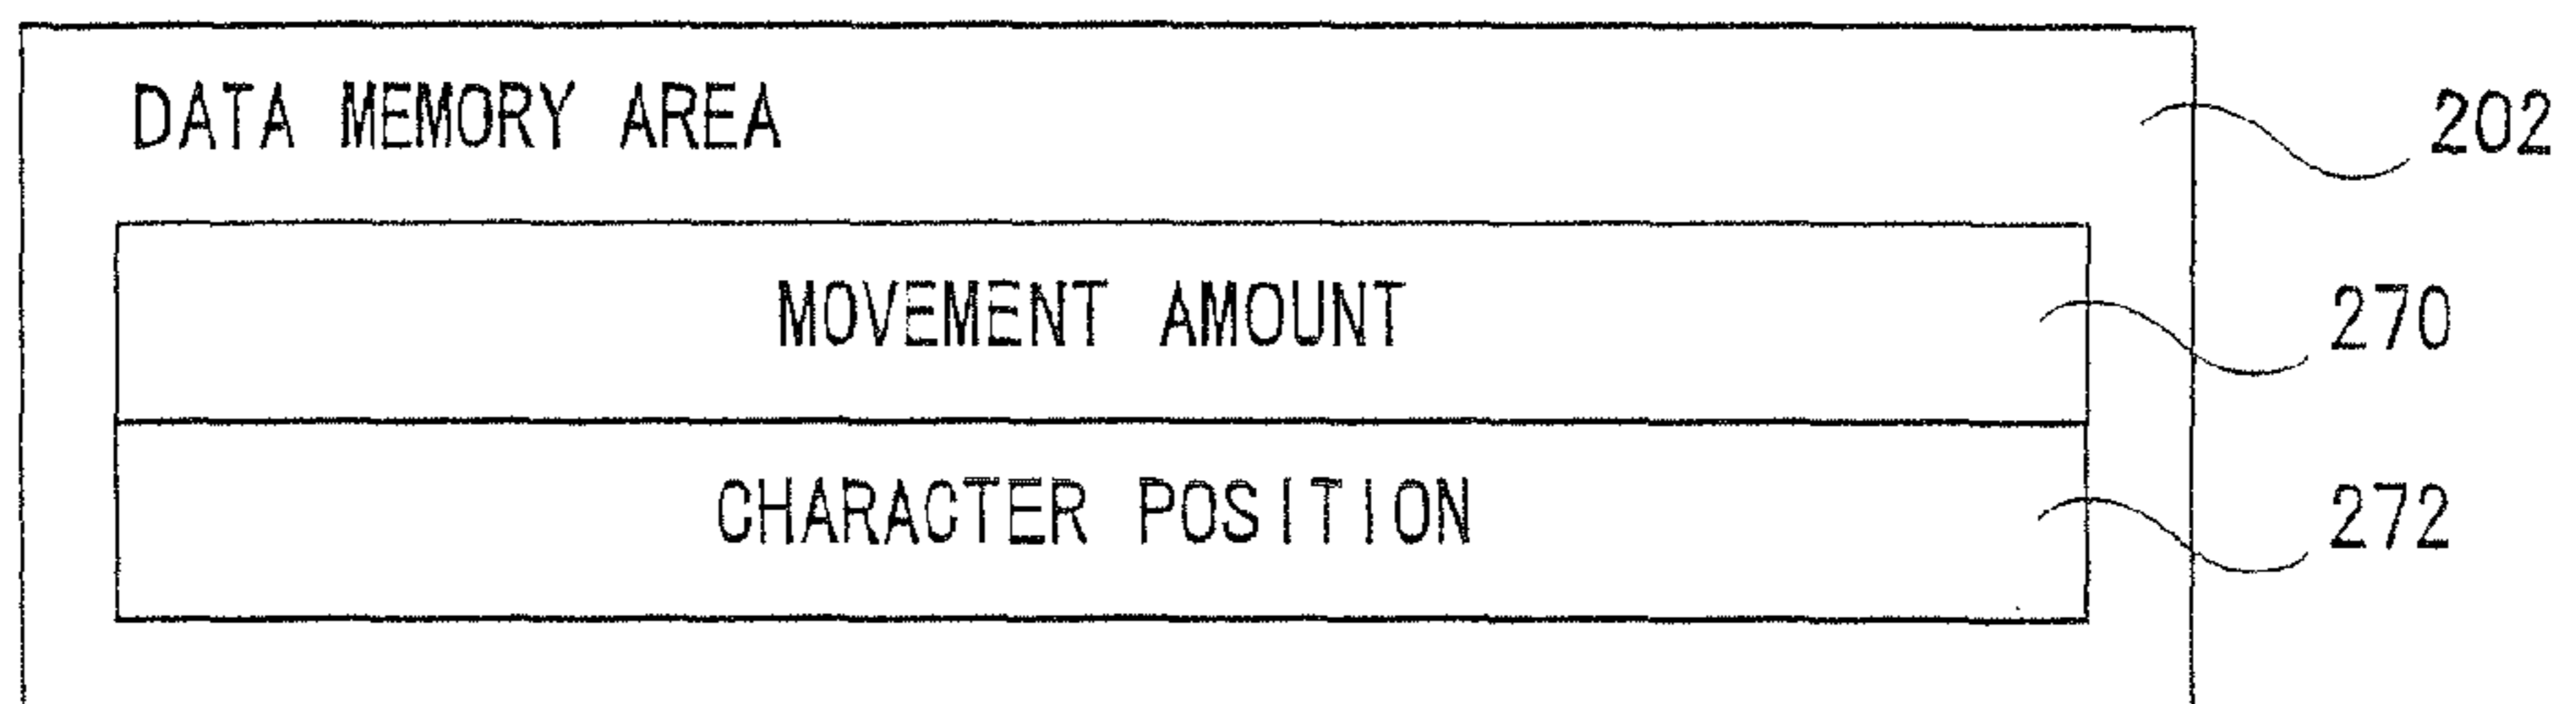 DATA MEMORY AREA 202
MOVEMENT AMOUNT 270
CHARACTER POSITION 272